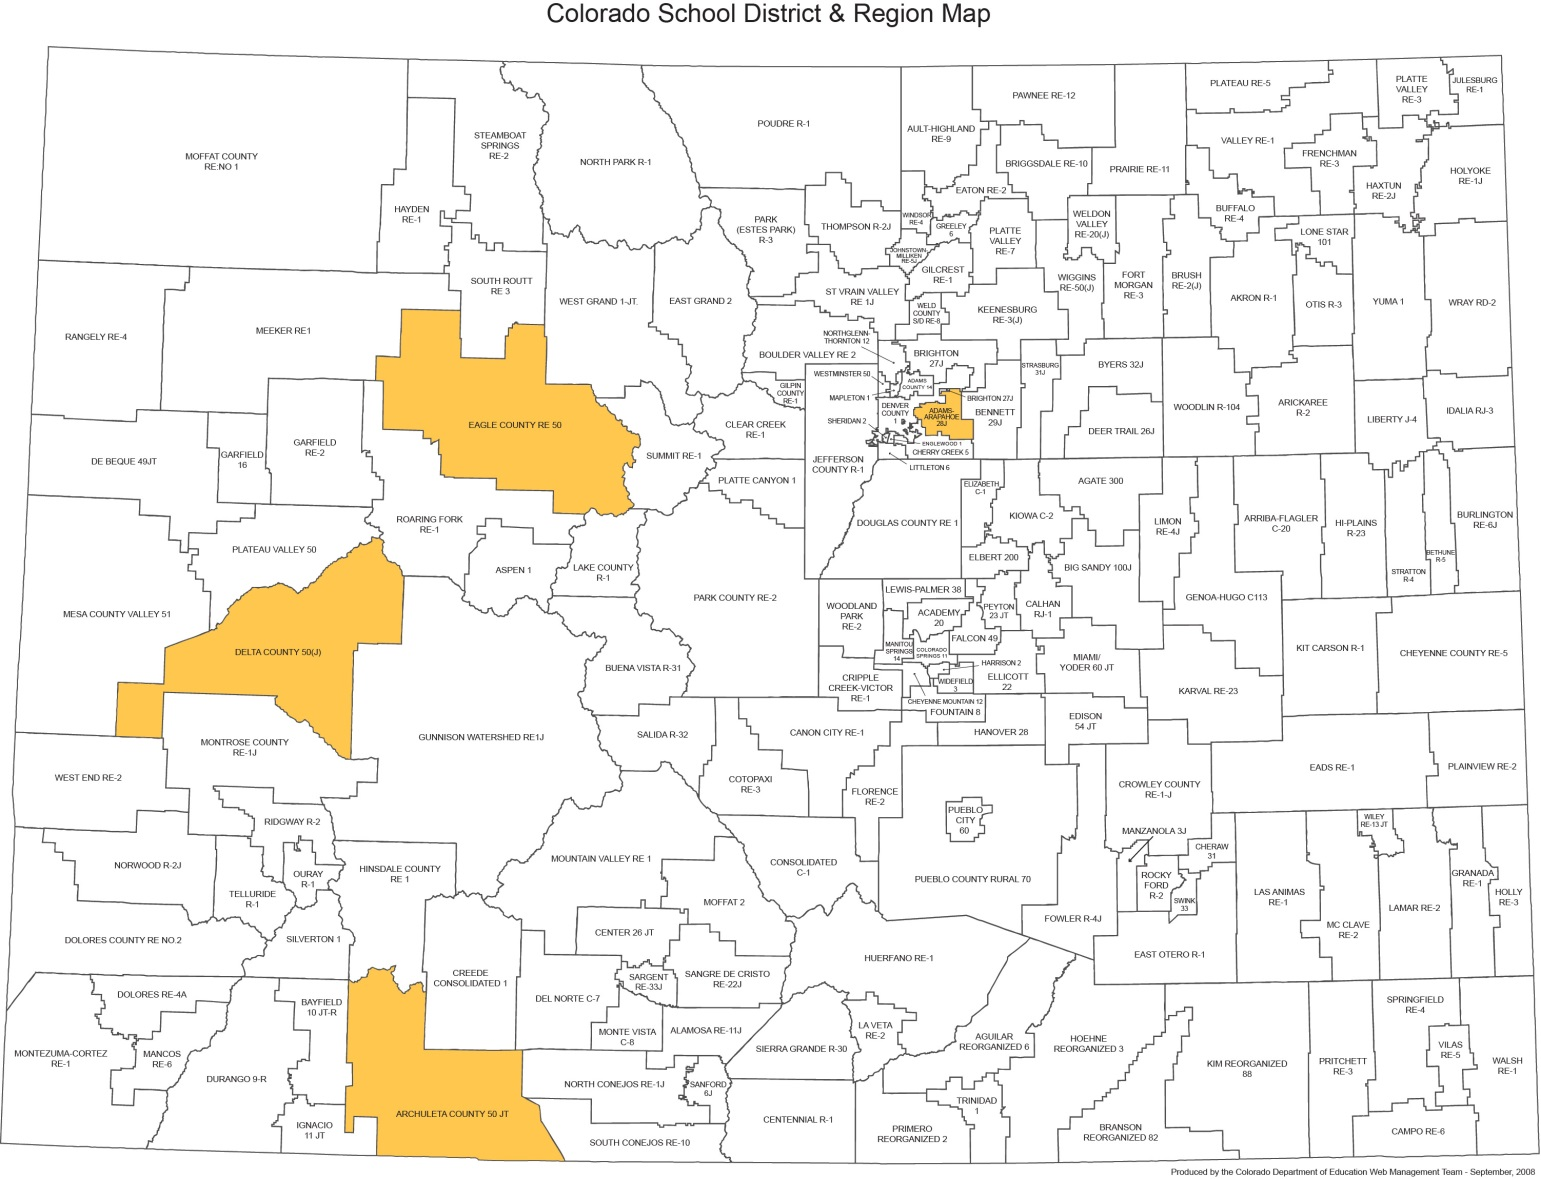 Colorado School District & Region Map
MOFFAT COUNTY
RE:NO 1
HAYDEN
RE-1
STEAMBOAT
SPRINGS
RE-2
NORTH PARK R-1
POUDRE R-1
AULT-HIGHLAND
RE-9
PAWNEE RE-12
BRIGGSDALE RE-10
PRAIRIE RE-11
PLATEAU RE-5
PLATTE
VALLEY
RE-3
JULESBURG
RE-1
VALLEY RE-1
FRENCHMAN
RE-3
HAXTUN
RE-2J
HOLYOKE
RE-1J
EATON RE-2
PARK
(ESTES PARK)
R-3
THOMPSON R-2J
WINDSOR
RE-4
GREELEY
6
PLATTE
VALLEY
RE-7
WELDON
VALLEY
RE-20(J)
BUFFALO
RE-4
LONE STAR
101
JOHNSTOWN-
MILLIKEN
RE-5J
GILCREST
RE-1
WIGGINS
RE-50(J)
FORT
MORGAN
RE-3
BRUSH
RE-2(J)
AKRON R-1
OTIS R-3
YUMA 1
WRAY RD-2
SOUTH ROUTT
RE 3
WEST GRAND 1-JT.
EAST GRAND 2
ST VRAIN VALLEY
RE 1J
WELD
COUNTY
S/D RE-8
KEENESBURG
RE-3(J)
RANGELY RE-4
MEEKER RE1
NORTHGLENN-
THORNTON 12
BOULDER VALLEY RE 2
BRIGHTON
27J
STRASBURG
31J
BYERS 32J
WESTMINSTER 50
ADAMS
COUNTY 14
GILPIN
COUNTY
RE-1
MAPLETON 1
BRIGHTON 27J
DENVER
COUNTY
1
ADAMS-
ARAPAHOE
28J
BENNETT
29J
WOODLIN R-104
ARICKAREE
R-2
LIBERTY J-4
IDALIA RJ-3
EAGLE COUNTY RE 50
CLEAR CREEK
RE-1
SHERIDAN 2
DEER TRAIL 26J
ENGLEWOOD 1
CHERRY CREEK 5
LITTLETON 6
JEFFERSON
COUNTY R-1
DE BEQUE 49JT
GARFIELD
16
GARFIELD
RE-2
SUMMIT RE-1
PLATTE CANYON 1
ELIZABETH
C-1
AGATE 300
KIOWA C-2
DOUGLAS COUNTY RE 1
LIMON
RE-4J
ARRIBA-FLAGLER
C-20
HI-PLAINS
R-23
STRATTON
R-4
BETHUNE
R-5
BURLINGTON
RE-6J
ROARING FORK
RE-1
PLATEAU VALLEY 50
ASPEN 1
LAKE COUNTY
R-1
ELBERT 200
BIG SANDY 100J
PARK COUNTY RE-2
MESA COUNTY VALLEY 51
WOODLAND
PARK
RE-2
LEWIS-PALMER 38
ACADEMY
20
PEYTON
23 JT
CALHAN
RJ-1
GENOA-HUGO C113
FALCON 49
MANITOU
SPRINGS
14
COLORADO
SPRINGS 11
DELTA COUNTY 50(J)
BUENA VISTA R-31
HARRISON 2
MIAMI/
YODER 60 JT
KIT CARSON R-1
CHEYENNE COUNTY RE-5
CRIPPLE
CREEK-VICTOR
RE-1
WIDEFIELD
3
ELLICOTT
22
KARVAL RE-23
CHEYENNE MOUNTAIN 12
FOUNTAIN 8
EDISON
54 JT
HANOVER 28
MONTROSE COUNTY
RE-1J
GUNNISON WATERSHED RE1J
SALIDA R-32
CANON CITY RE-1
WEST END RE-2
COTOPAXI
RE-3
FLORENCE
RE-2
CROWLEY COUNTY
RE-1-J
EADS RE-1
PLAINVIEW RE-2
PUEBLO
CITY
60
RIDGWAY R-2
MANZANOLA 3J
CHERAW
31
WILEY
RE-13 JT
NORWOOD R-2J
TELLURIDE
R-1
OURAY
R-1
HINSDALE COUNTY
RE 1
MOUNTAIN VALLEY RE 1
CONSOLIDATED
C-1
PUEBLO COUNTY RURAL 70
ROCKY
FORD
R-2
SWINK
33
LAS ANIMAS
RE-1
MC CLAVE
RE-2
LAMAR RE-2
GRANADA
RE-1
HOLLY
RE-3
MOFFAT 2
FOWLER R-4J
DOLORES COUNTY RE NO.2
SILVERTON 1
CENTER 26 JT
EAST OTERO R-1
HUERFANO RE-1
CREEDE
CONSOLIDATED 1
SARGENT
RE-33J
SANGRE DE CRISTO
RE-22J
DOLORES RE-4A
BAYFIELD
10 JT-R
DEL NORTE C-7
MONTE VISTA
C-8
ALAMOSA RE-11J
LA VETA
RE-2
AGUILAR
REORGANIZED 6
HOEHNE
REORGANIZED 3
SPRINGFIELD
RE-4
MONTEZUMA-CORTEZ
RE-1
MANCOS
RE-6
DURANGO 9-R
SIERRA GRANDE R-30
KIM REORGANIZED
88
PRITCHETT
RE-3
VILAS
RE-5
WALSH
RE-1
NORTH CONEJOS RE-1J
SANFORD
6J
TRINIDAD
1
IGNACIO
11 JT
ARCHULETA COUNTY 50 JT
CENTENNIAL R-1
PRIMERO
REORGANIZED 2
BRANSON
REORGANIZED 82
CAMPO RE-6
SOUTH CONEJOS RE-10
Produced by the Colorado Department of Education Web Management Team - September, 2008